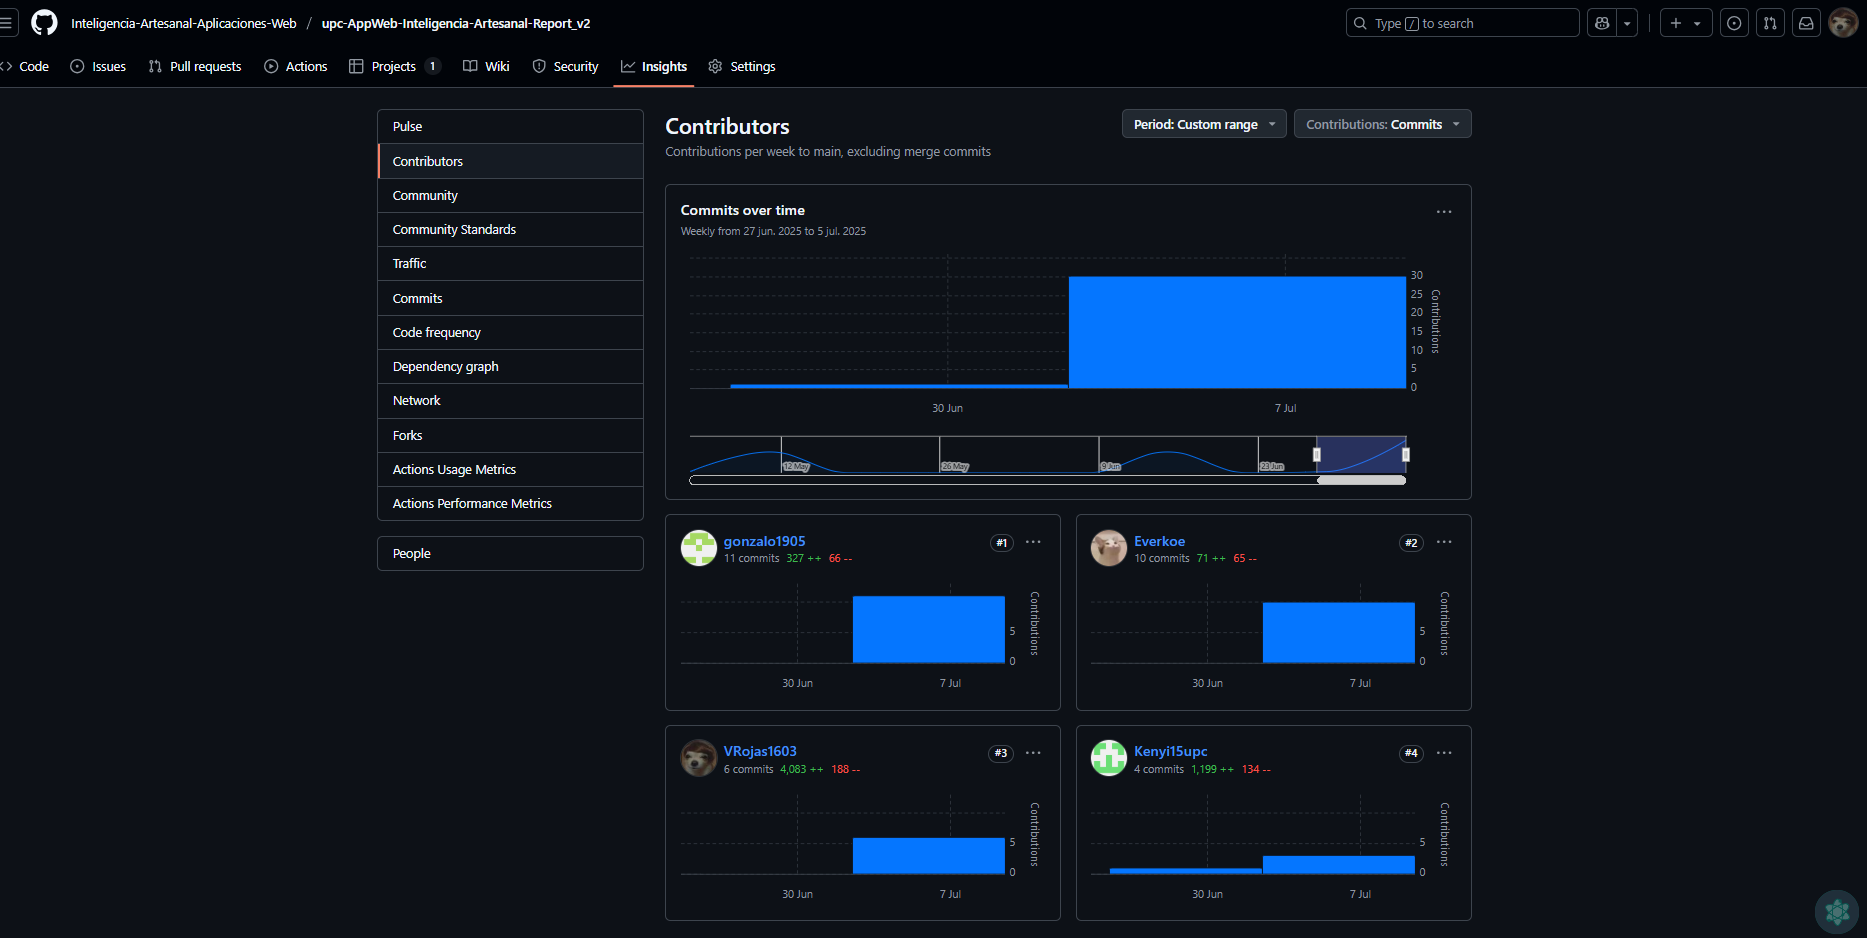 Inteligencia-Artesanal-Aplicaciones-Web / upc-AppWeb-Inteligencia-Artesanal-Report_v2
Type / to search
Code Issues Pull requests Actions Projects 1 Wiki Security Insights Settings
Pulse
Contributors
Community
Community Standards
Traffic
Commits
Code frequency
Dependency graph
Network
Forks
Actions Usage Metrics
Actions Performance Metrics
People
Contributors
Contributions per week to main, excluding merge commits
Period: Custom range
Contributions: Commits
Commits over time
Weekly from 27 jun. 2025 to 5 jul. 2025
30
25
20
15
10
5
0
Contributions
30 Jun 7 Jul
12 May 26 May 9 Jun 23 Jun
gonzalo1905 #1
11 commits 327 ++ 66 --
5
0
Contributions
30 Jun 7 Jul
Everkoe #2
10 commits 71 ++ 65 --
5
0
Contributions
30 Jun 7 Jul
VRojas1603 #3
6 commits 4,083 ++ 188 --
5
0
Contributions
30 Jun 7 Jul
Kenyi15upc #4
4 commits 1,199 ++ 134 --
5
0
Contributions
30 Jun 7 Jul